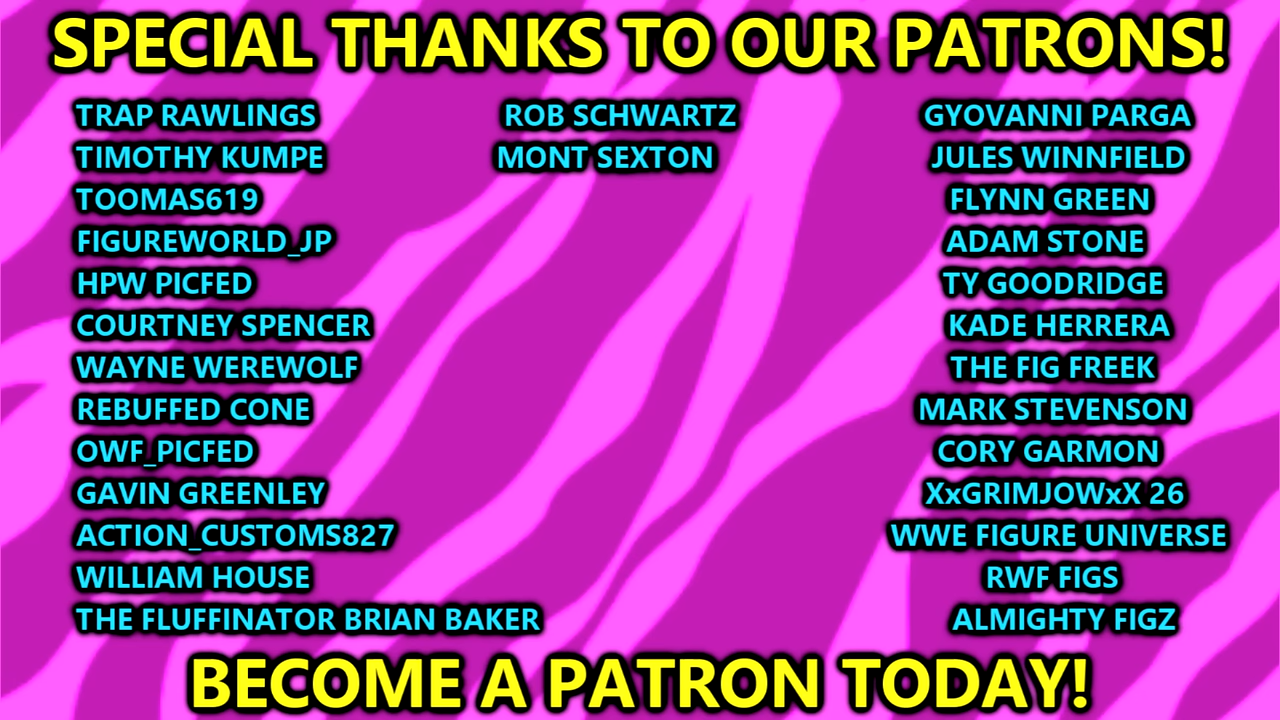 SPECIAL THANKS TO OUR PATRONS!
TRAP RAWLINGS
TIMOTHY KUMPE
TOOMAS619
FIGUREWORLD_JP
HPW PICFED
COURTNEY SPENCER
WAYNE WEREWOLF
REBUFFED CONE
OWF_PICFED
GAVIN GREENLEY
ACTION_CUSTOMS827
WILLIAM HOUSE
THE FLUFFINATOR BRIAN BAKER
ROB SCHWARTZ
MONT SEXTON
GYOVANNI PARGA
JULES WINNFIELD
FLYNN GREEN
ADAM STONE
TY GOODRIDGE
KADE HERRERA
THE FIG FREEK
MARK STEVENSON
CORY GARMON
XxGRIMJOWxX 26
WWE FIGURE UNIVERSE
RWF FIGS
ALMIGHTY FIGZ
BECOME A PATRON TODAY!